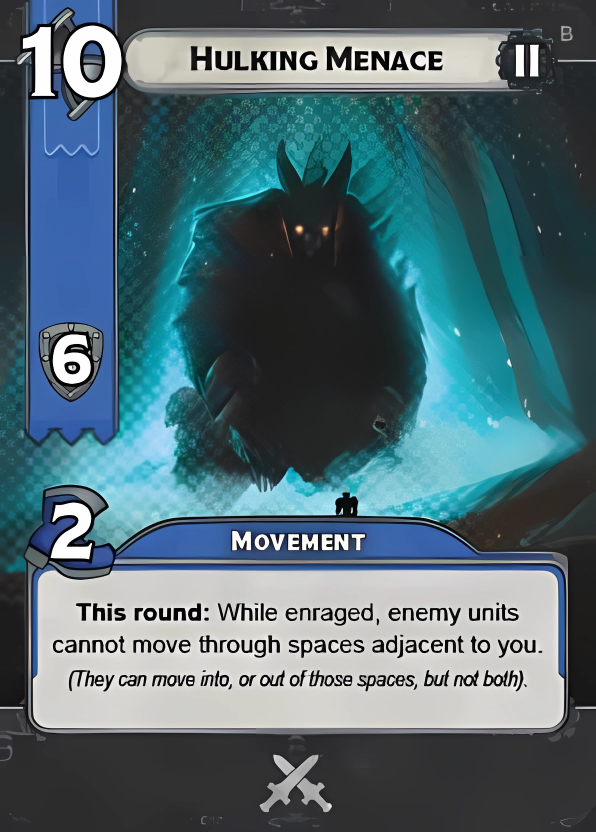 10
HULKING MENACE
II
B
6
2
MOVEMENT
This round: While enraged, enemy units
cannot move through spaces adjacent to you.
(They can move into, or out of those spaces, but not both).